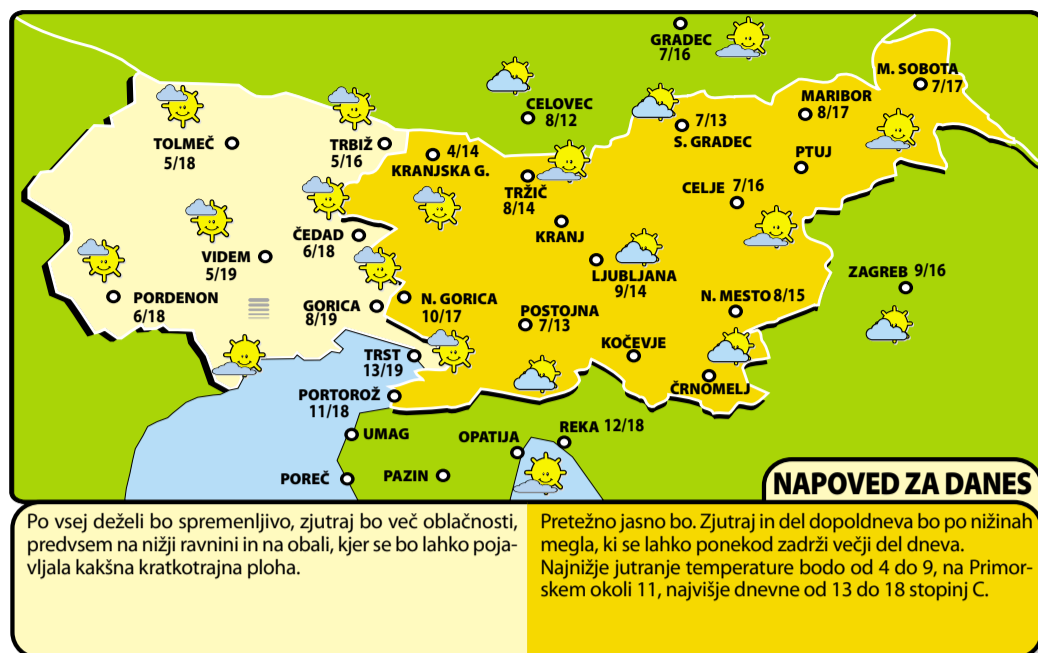 GRADEC
7/16
M. SOBOTA
7/17
CELOVEC
8/12
MARIBOR
8/17
7/13
S. GRADEC
TOLMEČ
5/18
TRBIŽ
5/16
4/14
KRANJSKA G.
PTUJ
TRŽIČ
8/14
CELJE 7/16
KRANJ
ČEDAD
6/18
VIDEM
5/19
LJUBLJANA
9/14
ZAGREB 9/16
PORDENON
6/18
GORICA
8/19
N. GORICA
10/17
POSTOJNA
7/13
N. MESTO 8/15
TRST
13/19
KOČEVJE
PORTOROŽ
11/18
ČRNOMELJ
UMAG
OPATIJA
REKA 12/18
POREČ
PAZIN
NAPOVED ZA DANES
Po vsej deželi bo spremenljivo, zjutraj bo več oblačnosti,
predvsem na nižji ravnini in na obali, kjer se bo lahko poja-
vljala kakšna kratkotrajna ploha.
Pretežno jasno bo. Zjutraj in del dopoldneva bo po nižinah
megla, ki se lahko ponekod zadrži večji del dneva.
Najnižje jutranje temperature bodo od 4 do 9, na Primor-
skem okoli 11, najvišje dnevne od 13 do 18 stopinj C.